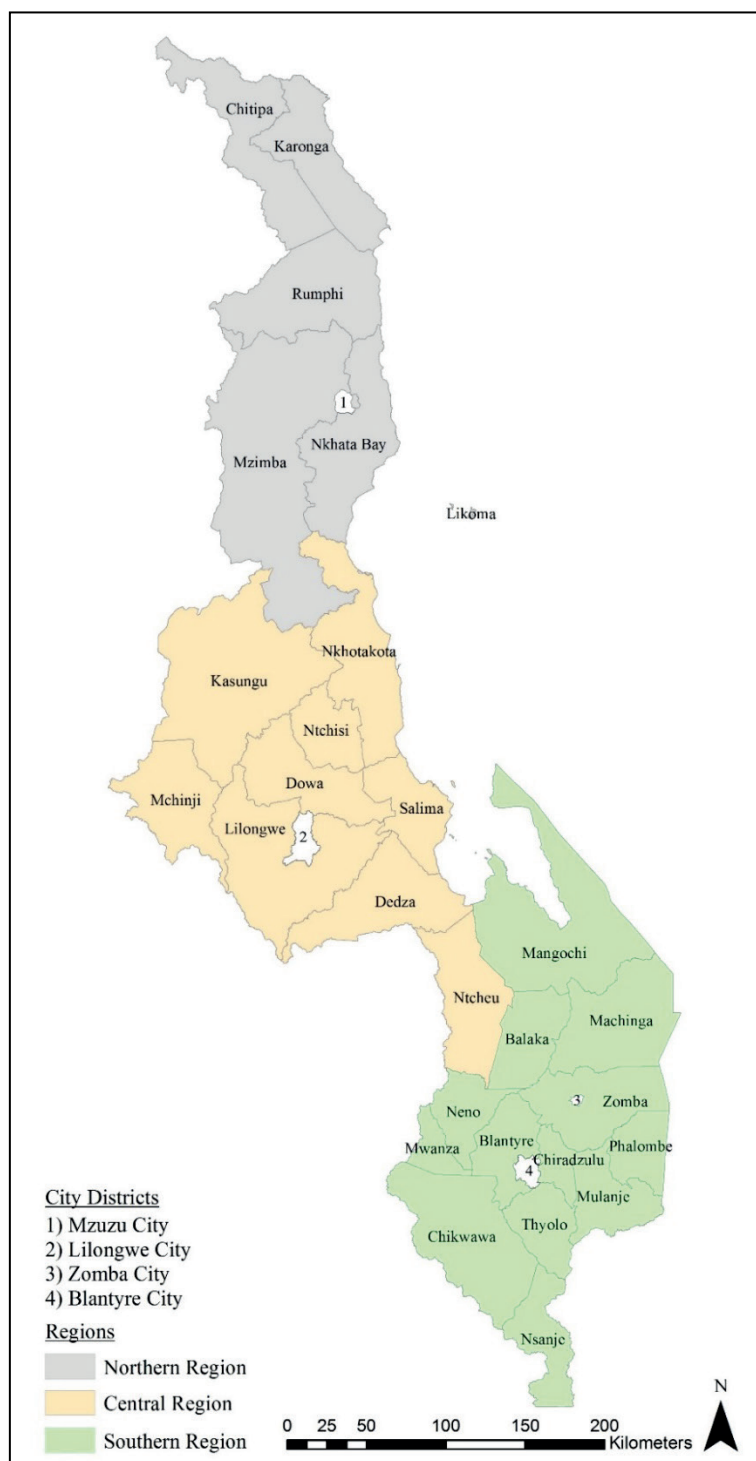 Chitipa
Karonga
Rumphi
1
Nkhata Bay
Mzimba
Likoma
Nkhotakota
Kasungu
Ntchisi
Dowa
Mchinji
Salima
Lilongwe
2
Dedza
Mangochi
Ntcheu
Machinga
Balaka
3
Zomba
Neno
Blantyre
Phalombe
Mwanza
Chiradzulu
4
Mulanje
Thyolo
Chikwawa
Nsanje
City Districts
1) Mzuzu City
2) Lilongwe City
3) Zomba City
4) Blantyre City
Regions
Northern Region
Central Region
Southern Region
0 25 50 100 150 200
Kilometers
N